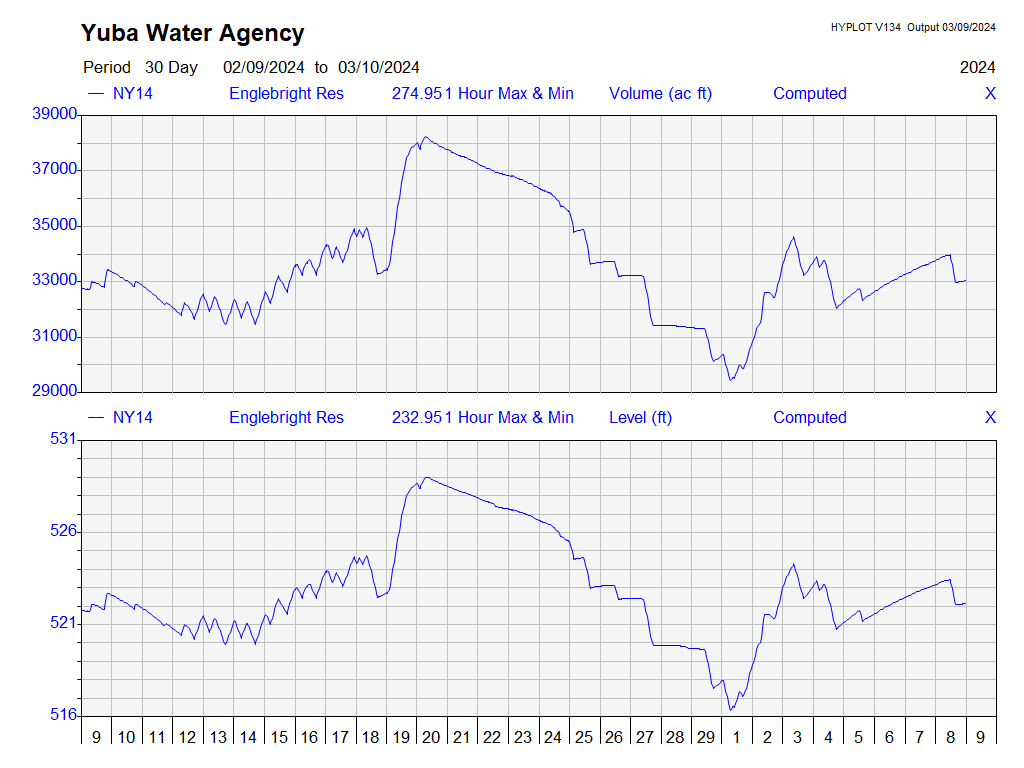 Yuba Water Agency
HYPLOT V134 Output 03/09/2024
Period 30 Day 02/09/2024 to 03/10/2024 2024
NY14 Englebright Res 274.951 Hour Max & Min Volume (ac ft) Computed X
39000
37000
35000
33000
31000
29000
NY14 Englebright Res 232.951 Hour Max & Min Level (ft) Computed X
531
526
521
516
9 10 11 12 13 14 15 16 17 18 19 20 21 22 23 24 25 26 27 28 29 1 2 3 4 5 6 7 8 9